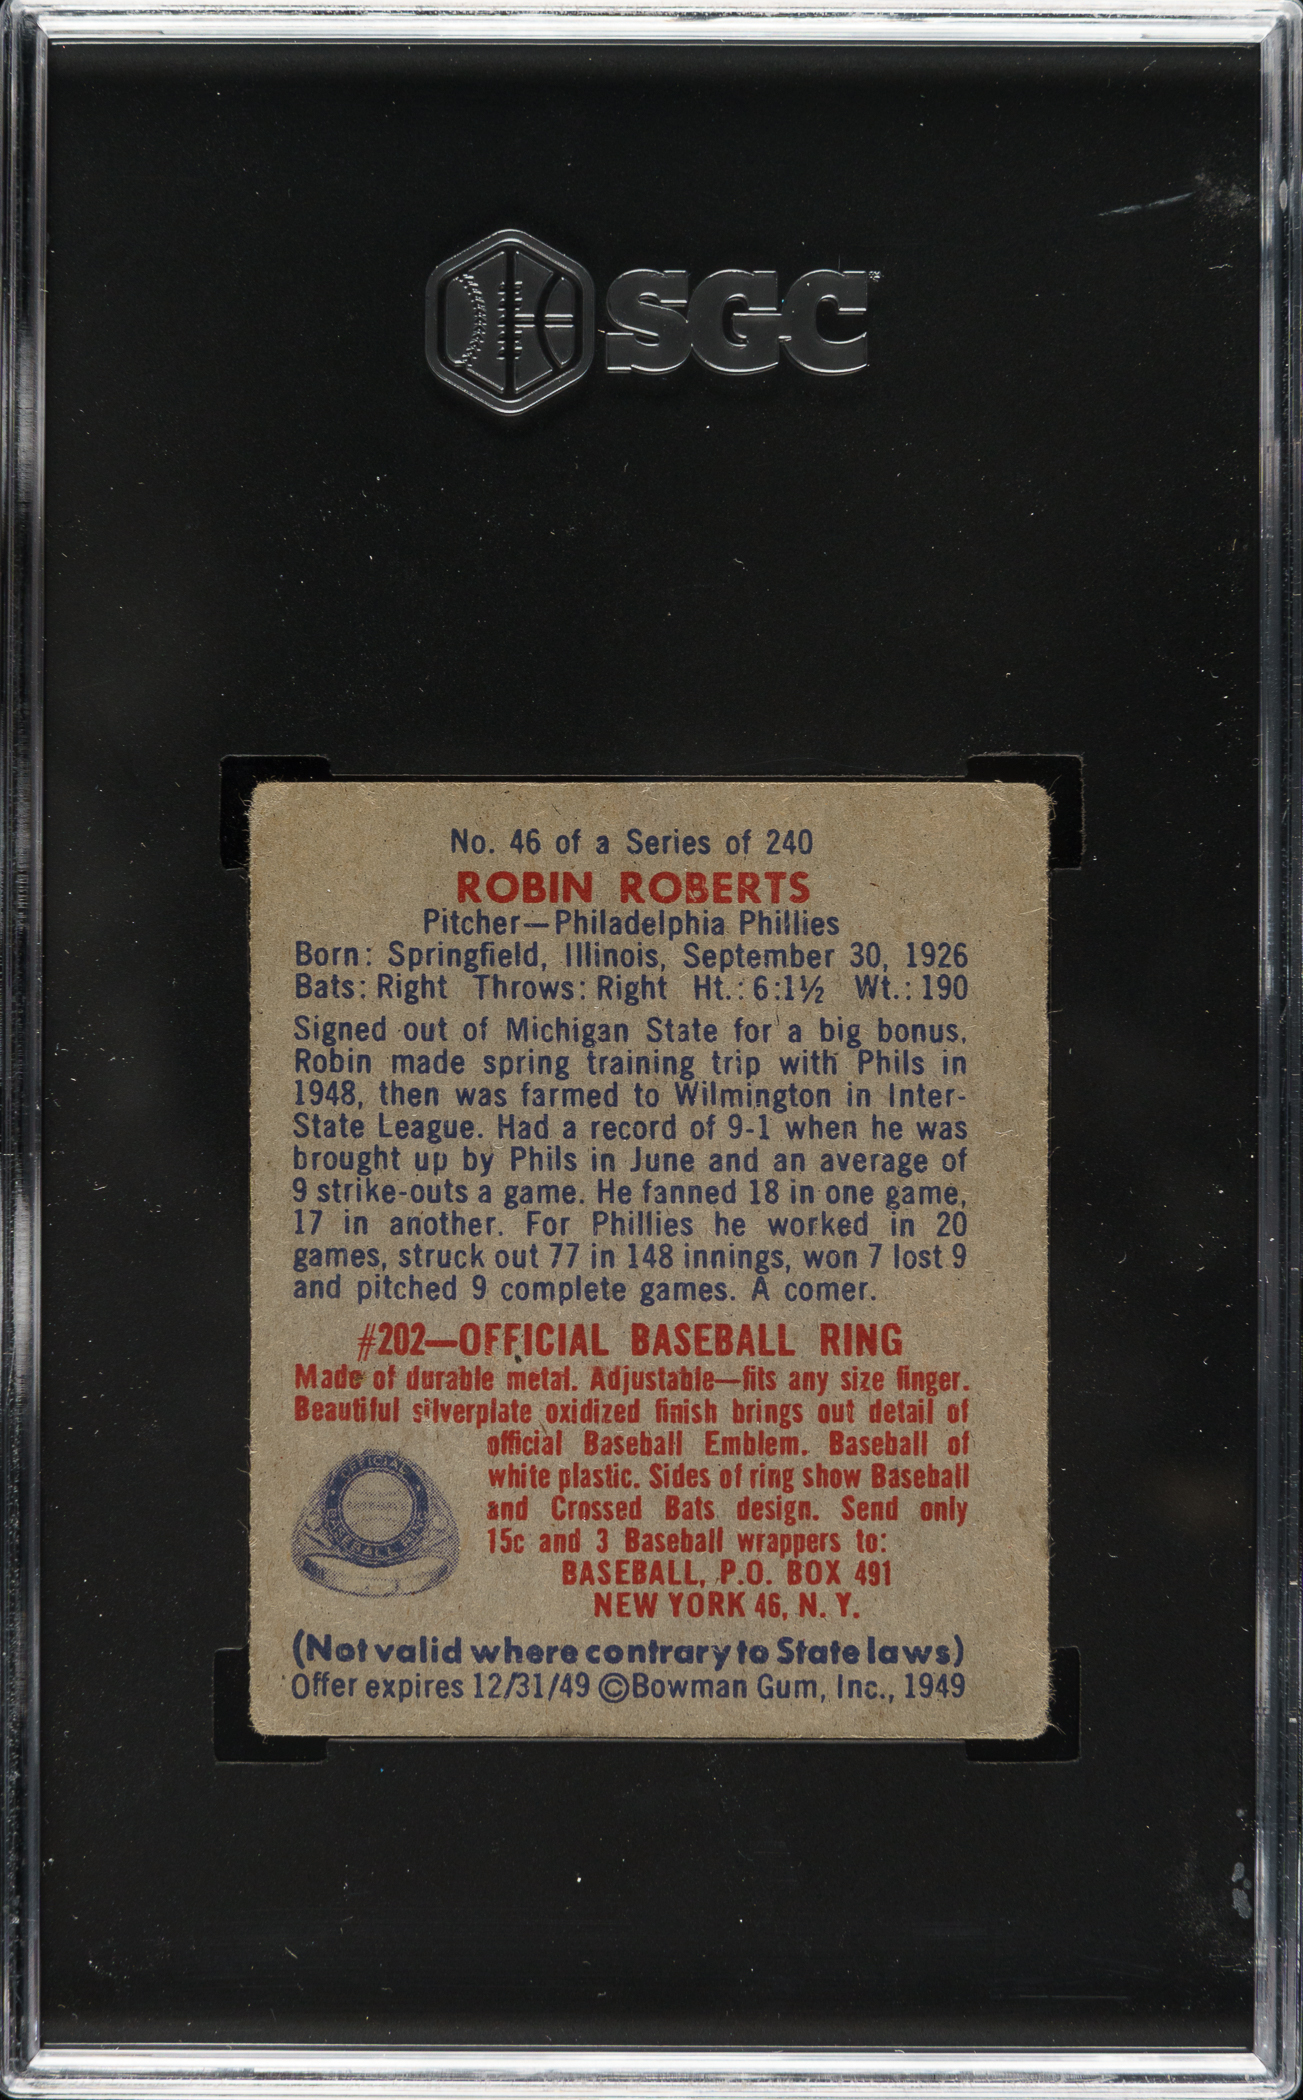 SGC
No. 46 of a Series of 240
ROBIN ROBERTS
Pitcher—Philadelphia Phillies
Born: Springfield, Illinois, September 30, 1926
Bats: Right Throws: Right Ht.: 6:1½ Wt.: 190
Signed out of Michigan State for a big bonus.
Robin made spring training trip with Phils in
1948, then was farmed to Wilmington in Inter-
State League. Had a record of 9-1 when he was
brought up by Phils in June and an average of
9 strike-outs a game. He fanned 18 in one game,
17 in another. For Phillies he worked in 20
games, struck out 77 in 148 innings, won 7 lost 9
and pitched 9 complete games. A comer.
#202—OFFICIAL BASEBALL RING
Made of durable metal. Adjustable—fits any size finger.
Beautiful silverplate oxidized finish brings out detail of
official Baseball Emblem. Baseball of
white plastic. Sides of ring show Baseball
and Crossed Bats design. Send only
15c and 3 Baseball wrappers to:
BASEBALL, P.O. BOX 491
NEW YORK 46, N. Y.
OFFICIAL
BASEBALL RING
(Not valid where contrary to State laws)
Offer expires 12/31/49 ©Bowman Gum, Inc., 1949